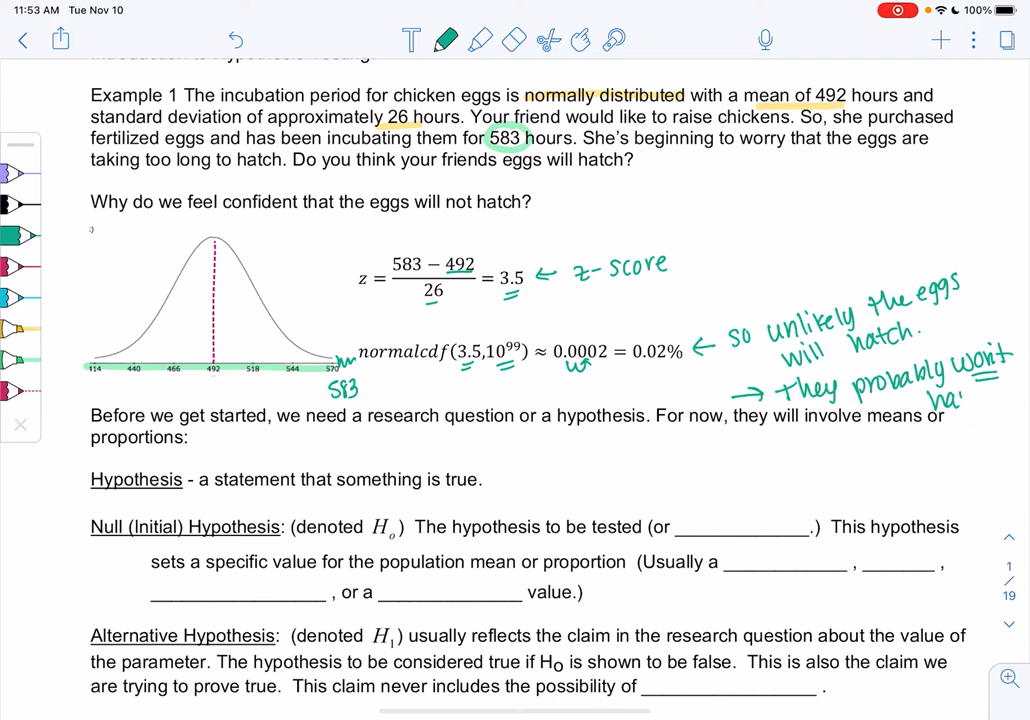 11:53 AM Tue Nov 10
100%
T
Example 1 The incubation period for chicken eggs is normally distributed with a mean of 492 hours and
standard deviation of approximately 26 hours. Your friend would like to raise chickens. So, she purchased
fertilized eggs and has been incubating them for 583 hours. She's beginning to worry that the eggs are
taking too long to hatch. Do you think your friends eggs will hatch?
Why do we feel confident that the eggs will not hatch?
z = (583 − 492)/26 = 3.5 ← z-score
normalcdf(3.5,10^99) ≈ 0.0002 = 0.02% ← so unlikely the eggs
will hatch.
→ they probably won't
ha
114 440 466 492 518 544 570
583
Before we get started, we need a research question or a hypothesis. For now, they will involve means or
proportions:
Hypothesis - a statement that something is true.
Null (Initial) Hypothesis: (denoted H₀) The hypothesis to be tested (or ______________.) This hypothesis
sets a specific value for the population mean or proportion (Usually a _____________ , ________ ,
__________________ , or a _______________ value.)
Alternative Hypothesis: (denoted H₁) usually reflects the claim in the research question about the value of
the parameter. The hypothesis to be considered true if H₀ is shown to be false. This is also the claim we
are trying to prove true. This claim never includes the possibility of __________________ .
1
/
19